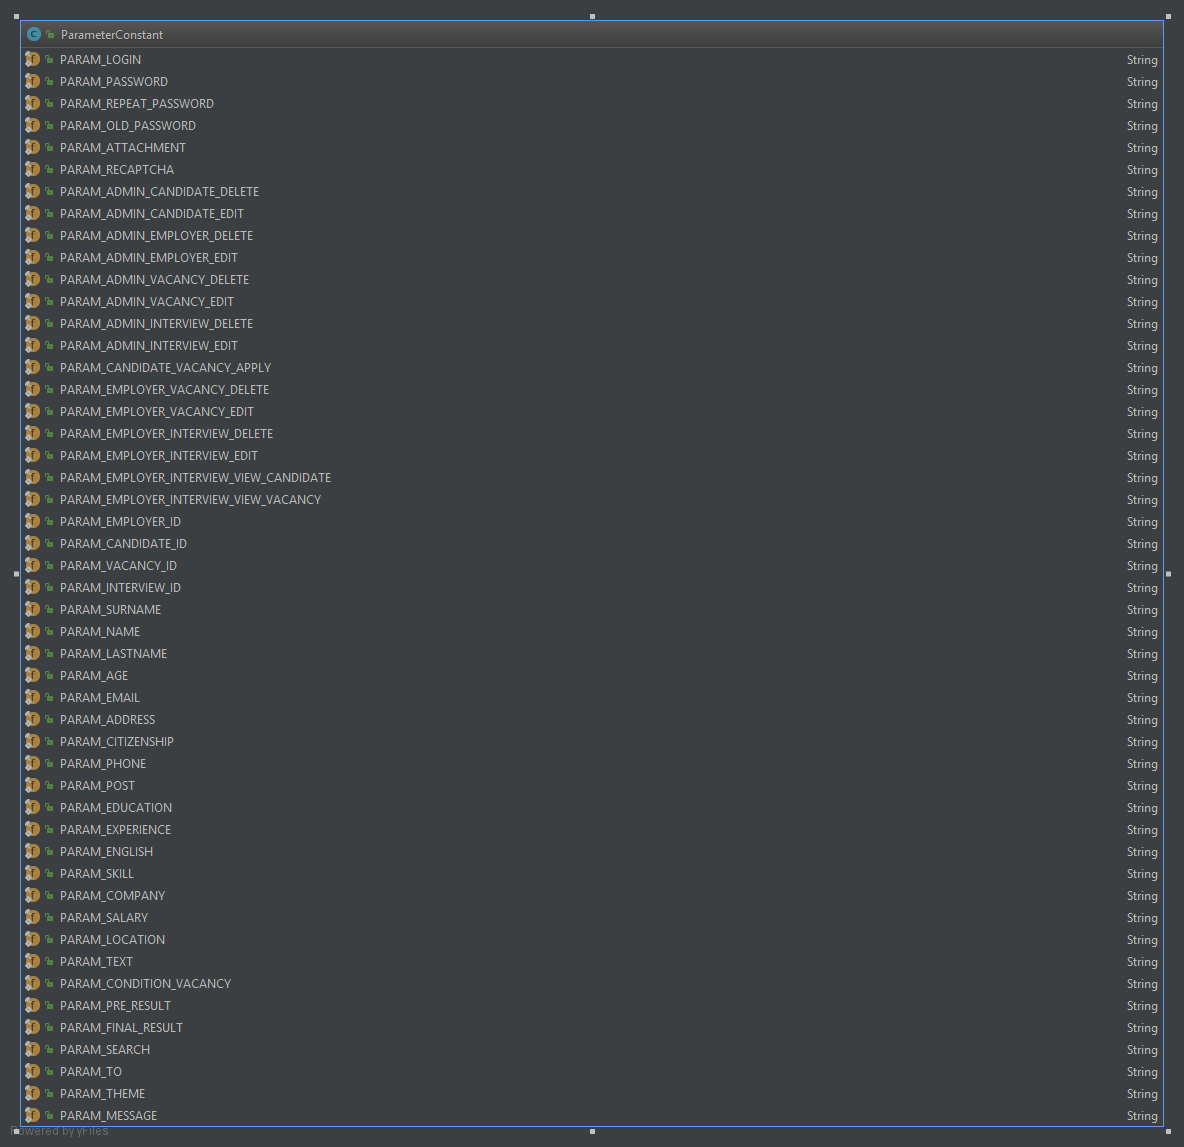 ParameterConstant
PARAM_LOGIN String
PARAM_PASSWORD String
PARAM_REPEAT_PASSWORD String
PARAM_OLD_PASSWORD String
PARAM_ATTACHMENT String
PARAM_RECAPTCHA String
PARAM_ADMIN_CANDIDATE_DELETE String
PARAM_ADMIN_CANDIDATE_EDIT String
PARAM_ADMIN_EMPLOYER_DELETE String
PARAM_ADMIN_EMPLOYER_EDIT String
PARAM_ADMIN_VACANCY_DELETE String
PARAM_ADMIN_VACANCY_EDIT String
PARAM_ADMIN_INTERVIEW_DELETE String
PARAM_ADMIN_INTERVIEW_EDIT String
PARAM_CANDIDATE_VACANCY_APPLY String
PARAM_EMPLOYER_VACANCY_DELETE String
PARAM_EMPLOYER_VACANCY_EDIT String
PARAM_EMPLOYER_INTERVIEW_DELETE String
PARAM_EMPLOYER_INTERVIEW_EDIT String
PARAM_EMPLOYER_INTERVIEW_VIEW_CANDIDATE String
PARAM_EMPLOYER_INTERVIEW_VIEW_VACANCY String
PARAM_EMPLOYER_ID String
PARAM_CANDIDATE_ID String
PARAM_VACANCY_ID String
PARAM_INTERVIEW_ID String
PARAM_SURNAME String
PARAM_NAME String
PARAM_LASTNAME String
PARAM_AGE String
PARAM_EMAIL String
PARAM_ADDRESS String
PARAM_CITIZENSHIP String
PARAM_PHONE String
PARAM_POST String
PARAM_EDUCATION String
PARAM_EXPERIENCE String
PARAM_ENGLISH String
PARAM_SKILL String
PARAM_COMPANY String
PARAM_SALARY String
PARAM_LOCATION String
PARAM_TEXT String
PARAM_CONDITION_VACANCY String
PARAM_PRE_RESULT String
PARAM_FINAL_RESULT String
PARAM_SEARCH String
PARAM_TO String
PARAM_THEME String
PARAM_MESSAGE String
Powered by yFiles